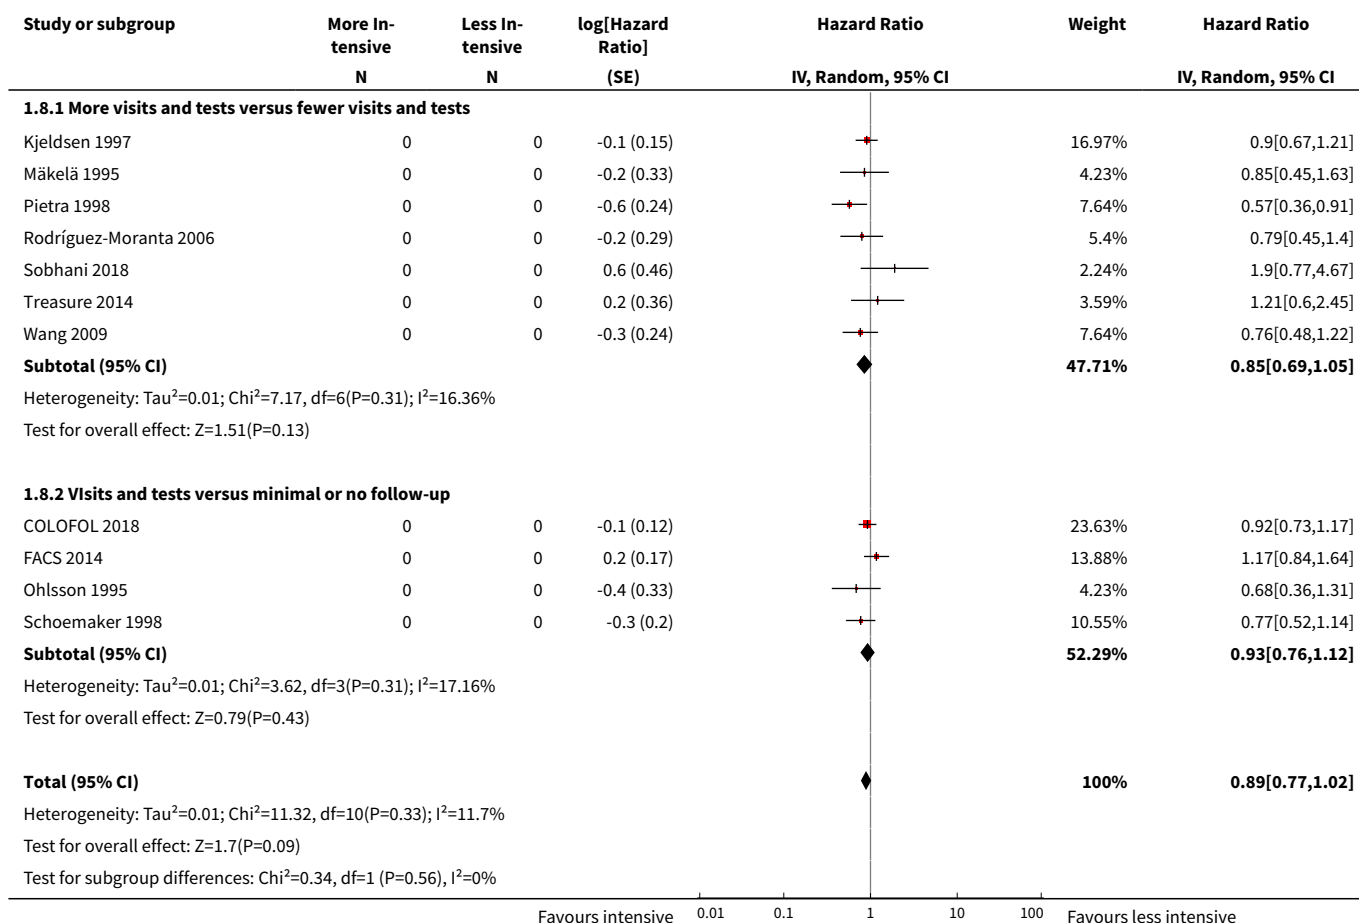 Study or subgroup More In- Less In- log[Hazard Hazard Ratio Weight Hazard Ratio
tensive tensive Ratio]
N N (SE) IV, Random, 95% CI IV, Random, 95% CI
1.8.1 More visits and tests versus fewer visits and tests
Kjeldsen 1997 0 0 -0.1 (0.15) 16.97% 0.9[0.67,1.21]
Mäkelä 1995 0 0 -0.2 (0.33) 4.23% 0.85[0.45,1.63]
Pietra 1998 0 0 -0.6 (0.24) 7.64% 0.57[0.36,0.91]
Rodríguez-Moranta 2006 0 0 -0.2 (0.29) 5.4% 0.79[0.45,1.4]
Sobhani 2018 0 0 0.6 (0.46) 2.24% 1.9[0.77,4.67]
Treasure 2014 0 0 0.2 (0.36) 3.59% 1.21[0.6,2.45]
Wang 2009 0 0 -0.3 (0.24) 7.64% 0.76[0.48,1.22]
Subtotal (95% CI) 47.71% 0.85[0.69,1.05]
Heterogeneity: Tau²=0.01; Chi²=7.17, df=6(P=0.31); I²=16.36%
Test for overall effect: Z=1.51(P=0.13)
1.8.2 VIsits and tests versus minimal or no follow-up
COLOFOL 2018 0 0 -0.1 (0.12) 23.63% 0.92[0.73,1.17]
FACS 2014 0 0 0.2 (0.17) 13.88% 1.17[0.84,1.64]
Ohlsson 1995 0 0 -0.4 (0.33) 4.23% 0.68[0.36,1.31]
Schoemaker 1998 0 0 -0.3 (0.2) 10.55% 0.77[0.52,1.14]
Subtotal (95% CI) 52.29% 0.93[0.76,1.12]
Heterogeneity: Tau²=0.01; Chi²=3.62, df=3(P=0.31); I²=17.16%
Test for overall effect: Z=0.79(P=0.43)
Total (95% CI) 100% 0.89[0.77,1.02]
Heterogeneity: Tau²=0.01; Chi²=11.32, df=10(P=0.33); I²=11.7%
Test for overall effect: Z=1.7(P=0.09)
Test for subgroup differences: Chi²=0.34, df=1 (P=0.56), I²=0%
Favours intensive 0.01 0.1 1 10 100 Favours less intensive